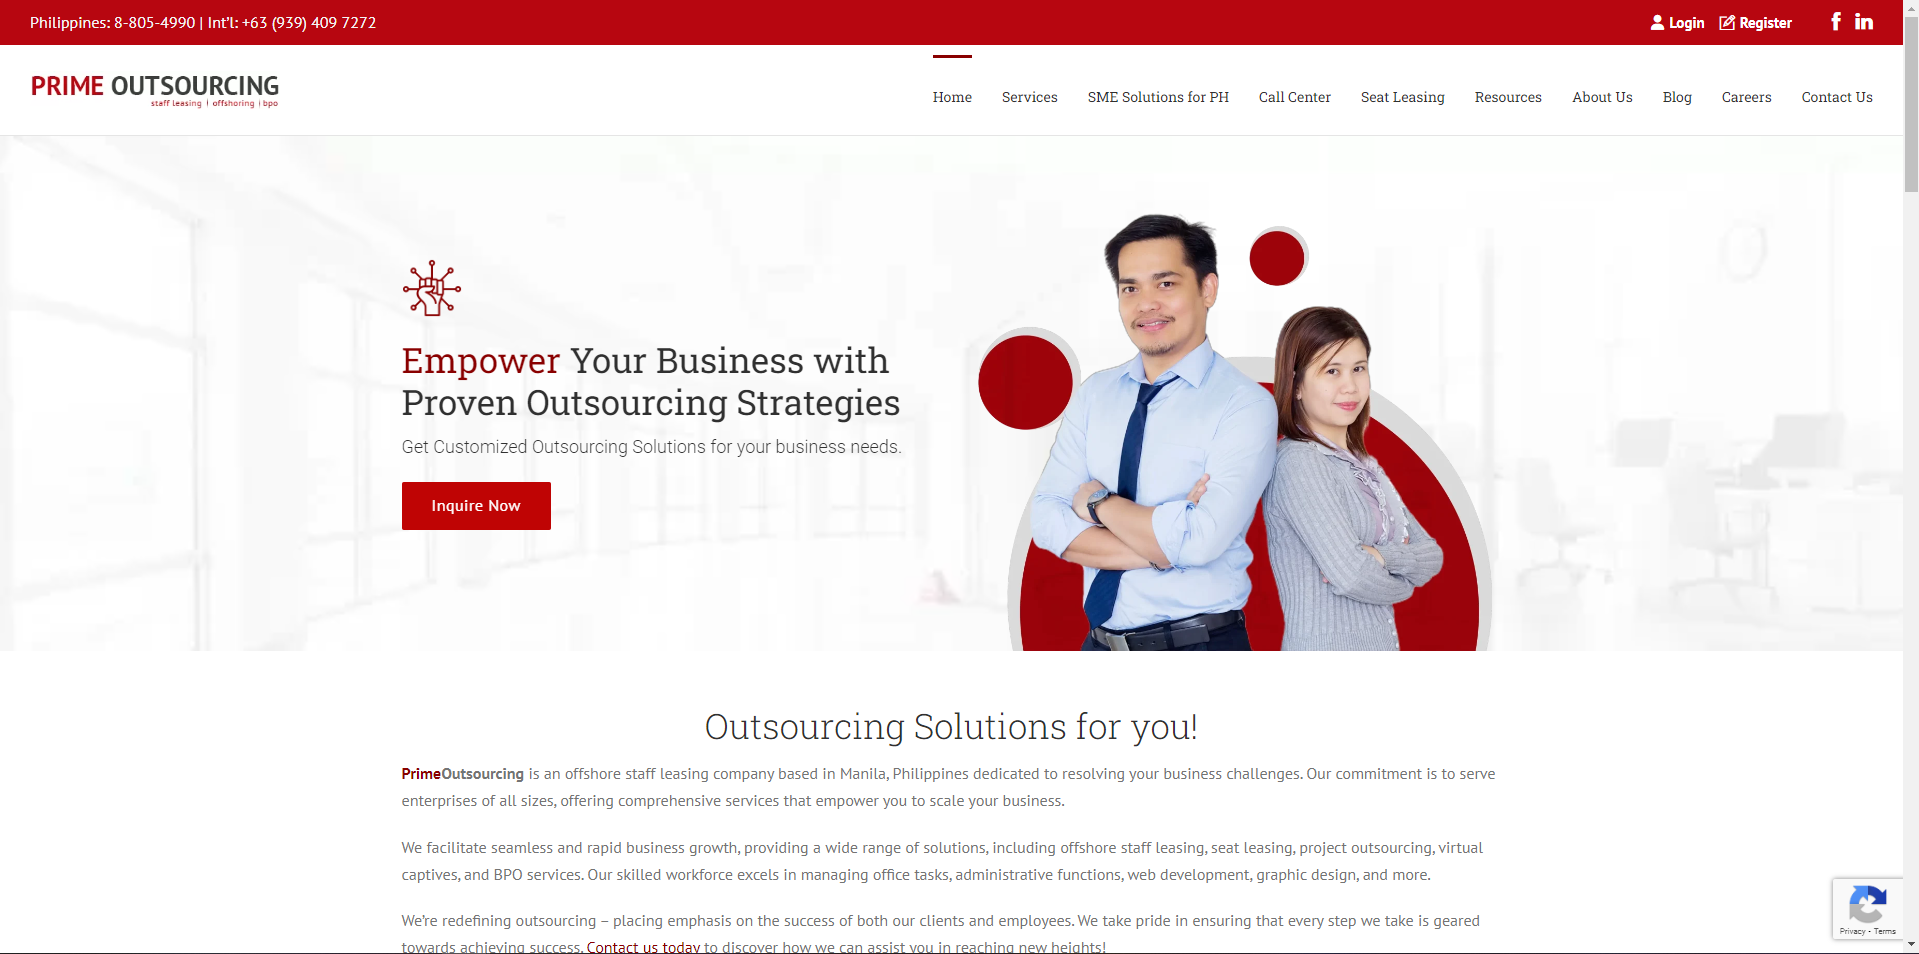 Philippines: 8-805-4990 | Int'l: +63 (939) 409 7272
Login
Register
PRIME OUTSOURCING
staff leasing | offshoring | bpo
Home
Services
SME Solutions for PH
Call Center
Seat Leasing
Resources
About Us
Blog
Careers
Contact Us
Empower Your Business with
Proven Outsourcing Strategies
Get Customized Outsourcing Solutions for your business needs.
Inquire Now
Outsourcing Solutions for you!
PrimeOutsourcing is an offshore staff leasing company based in Manila, Philippines dedicated to resolving your business challenges. Our commitment is to serve
enterprises of all sizes, offering comprehensive services that empower you to scale your business.
We facilitate seamless and rapid business growth, providing a wide range of solutions, including offshore staff leasing, seat leasing, project outsourcing, virtual
captives, and BPO services. Our skilled workforce excels in managing office tasks, administrative functions, web development, graphic design, and more.
We're redefining outsourcing – placing emphasis on the success of both our clients and employees. We take pride in ensuring that every step we take is geared
towards achieving success. Contact us today to discover how we can assist you in reaching new heights!
Privacy - Terms